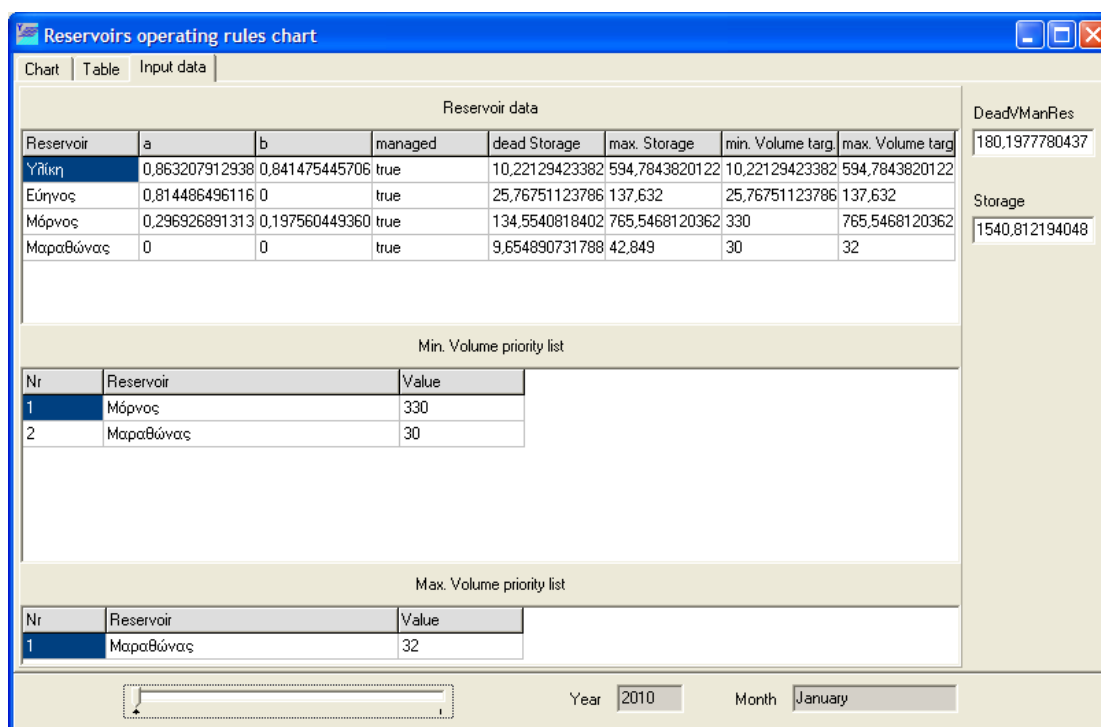 Reservoirs operating rules chart
Chart Table Input data
Reservoir data
DeadVManRes
180,1977780437
Storage
1540,812194048
Reservoir a b managed dead Storage max. Storage min. Volume targ. max. Volume targ
Υλίκη 0,863207912938 0,841475445706 true 10,22129423382 594,7843820122 10,22129423382 594,7843820122
Εύηνος 0,814486496116 0 true 25,76751123786 137,632 25,76751123786 137,632
Μόρνος 0,296926891313 0,197560449360 true 134,5540818402 765,5468120362 330 765,5468120362
Μαραθώνας 0 0 true 9,654890731788 42,849 30 32
Min. Volume priority list
Nr Reservoir Value
1 Μόρνος 330
2 Μαραθώνας 30
Max. Volume priority list
Nr Reservoir Value
1 Μαραθώνας 32
Year 2010 Month January